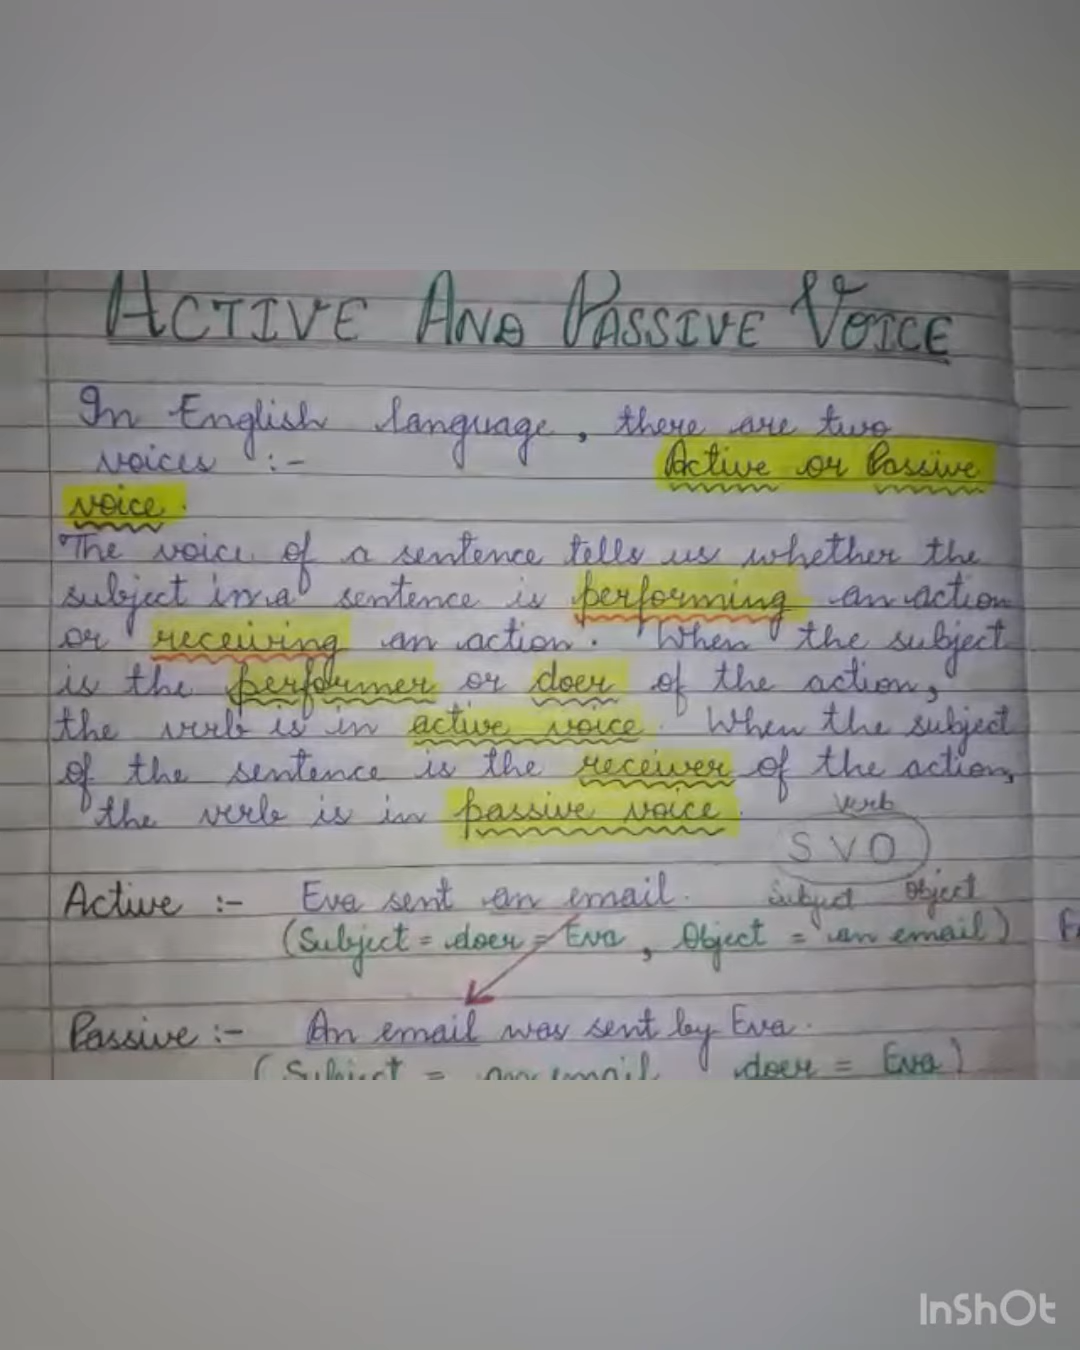 ACTIVE AND PASSIVE VOICE
In English language, there are two
voices :- Active or Passive
voice.
The voice of a sentence tells us whether the
subject in a sentence is performing an action
or receiving an action. When the subject
is the performer or doer of the action,
the verb is in active voice. When the subject
of the sentence is the receiver of the action,
the verb is in passive voice.
Verb
SVO
Subject Object
Active :- Eva sent an email.
(Subject = doer = Eva, Object = an email)
Passive :- An email was sent by Eva.
(Subject = an email doer = Eva)
InShOt